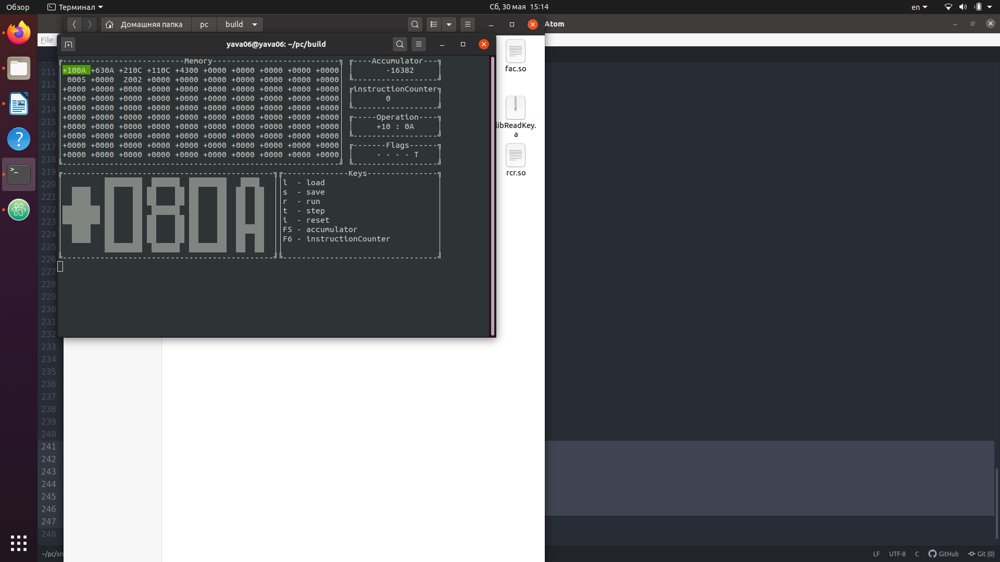 Обзор Терминал Сб, 30 мая 15:14 en
Домашняя папка pc build
Atom
File
yava06@yava06: ~/pc/build
Memory
+100A +630A +210C +110C +4300 +0000 +0000 +0000 +0000 +0000
0005 +0000 2002 +0000 +0000 +0000 +0000 +0000 +0000 +0000
+0000 +0000 +0000 +0000 +0000 +0000 +0000 +0000 +0000 +0000
+0000 +0000 +0000 +0000 +0000 +0000 +0000 +0000 +0000 +0000
+0000 +0000 +0000 +0000 +0000 +0000 +0000 +0000 +0000 +0000
+0000 +0000 +0000 +0000 +0000 +0000 +0000 +0000 +0000 +0000
+0000 +0000 +0000 +0000 +0000 +0000 +0000 +0000 +0000 +0000
+0000 +0000 +0000 +0000 +0000 +0000 +0000 +0000 +0000 +0000
+0000 +0000 +0000 +0000 +0000 +0000 +0000 +0000 +0000 +0000
+0000 +0000 +0000 +0000 +0000 +0000 +0000 +0000 +0000 +0000
Accumulator
-16382
instructionCounter
0
Operation
+10 : 0A
Flags
- - - - T
+080A
Keys
l - load
s - save
r - run
t - step
i - reset
F5 - accumulator
F6 - instructionCounter
fac.so
libReadKey.
a
rcr.so
211
212
213
214
215
216
217
218
219
220
221
222
223
224
225
226
227
228
229
230
231
232
233
234
235
236
237
238
239
240
241
242
243
244
245
246
247
248
~/pc/src
LF UTF-8 C GitHub Git (0)